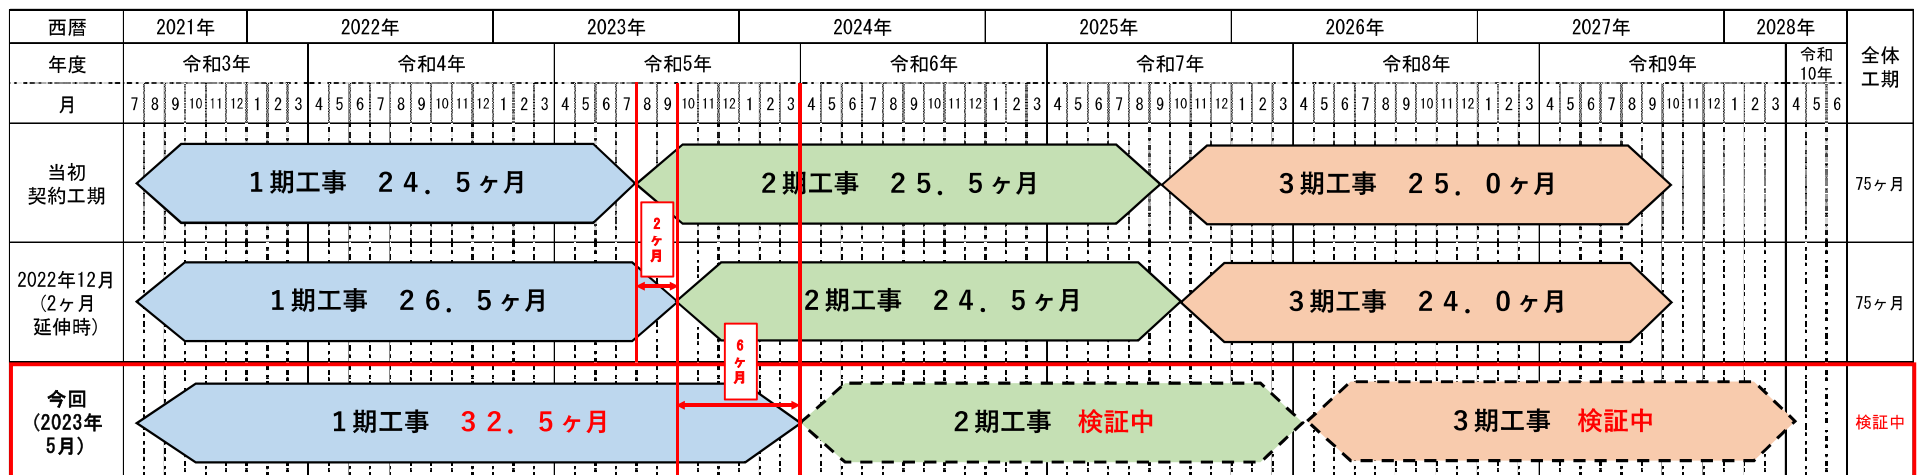 西暦 2021年 2022年 2023年 2024年 2025年 2026年 2027年 2028年 全体
工期
年度 令和3年 令和4年 令和5年 令和6年 令和7年 令和8年 令和9年 令和
10年
月 7 8 9 10 11 12 1 2 3 4 5 6 7 8 9 10 11 12 1 2 3 4 5 6 7 8 9 10 11 12 1 2 3 4 5 6 7 8 9 10 11 12 1 2 3 4 5 6 7 8 9 10 11 12 1 2 3 4 5 6 7 8 9 10 11 12 1 2 3 4 5 6 7 8 9 10 11 12 1 2 3 4 5 6
当初
契約工期
1期工事 24.5ヶ月
2期工事 25.5ヶ月
3期工事 25.0ヶ月
75ヶ月
2ヶ月
2022年12月
(2ヶ月
延伸時)
1期工事 26.5ヶ月
2期工事 24.5ヶ月
3期工事 24.0ヶ月
75ヶ月
6ヶ月
今回
(2023年
5月)
1期工事 32.5ヶ月
2期工事 検証中
3期工事 検証中
検証中